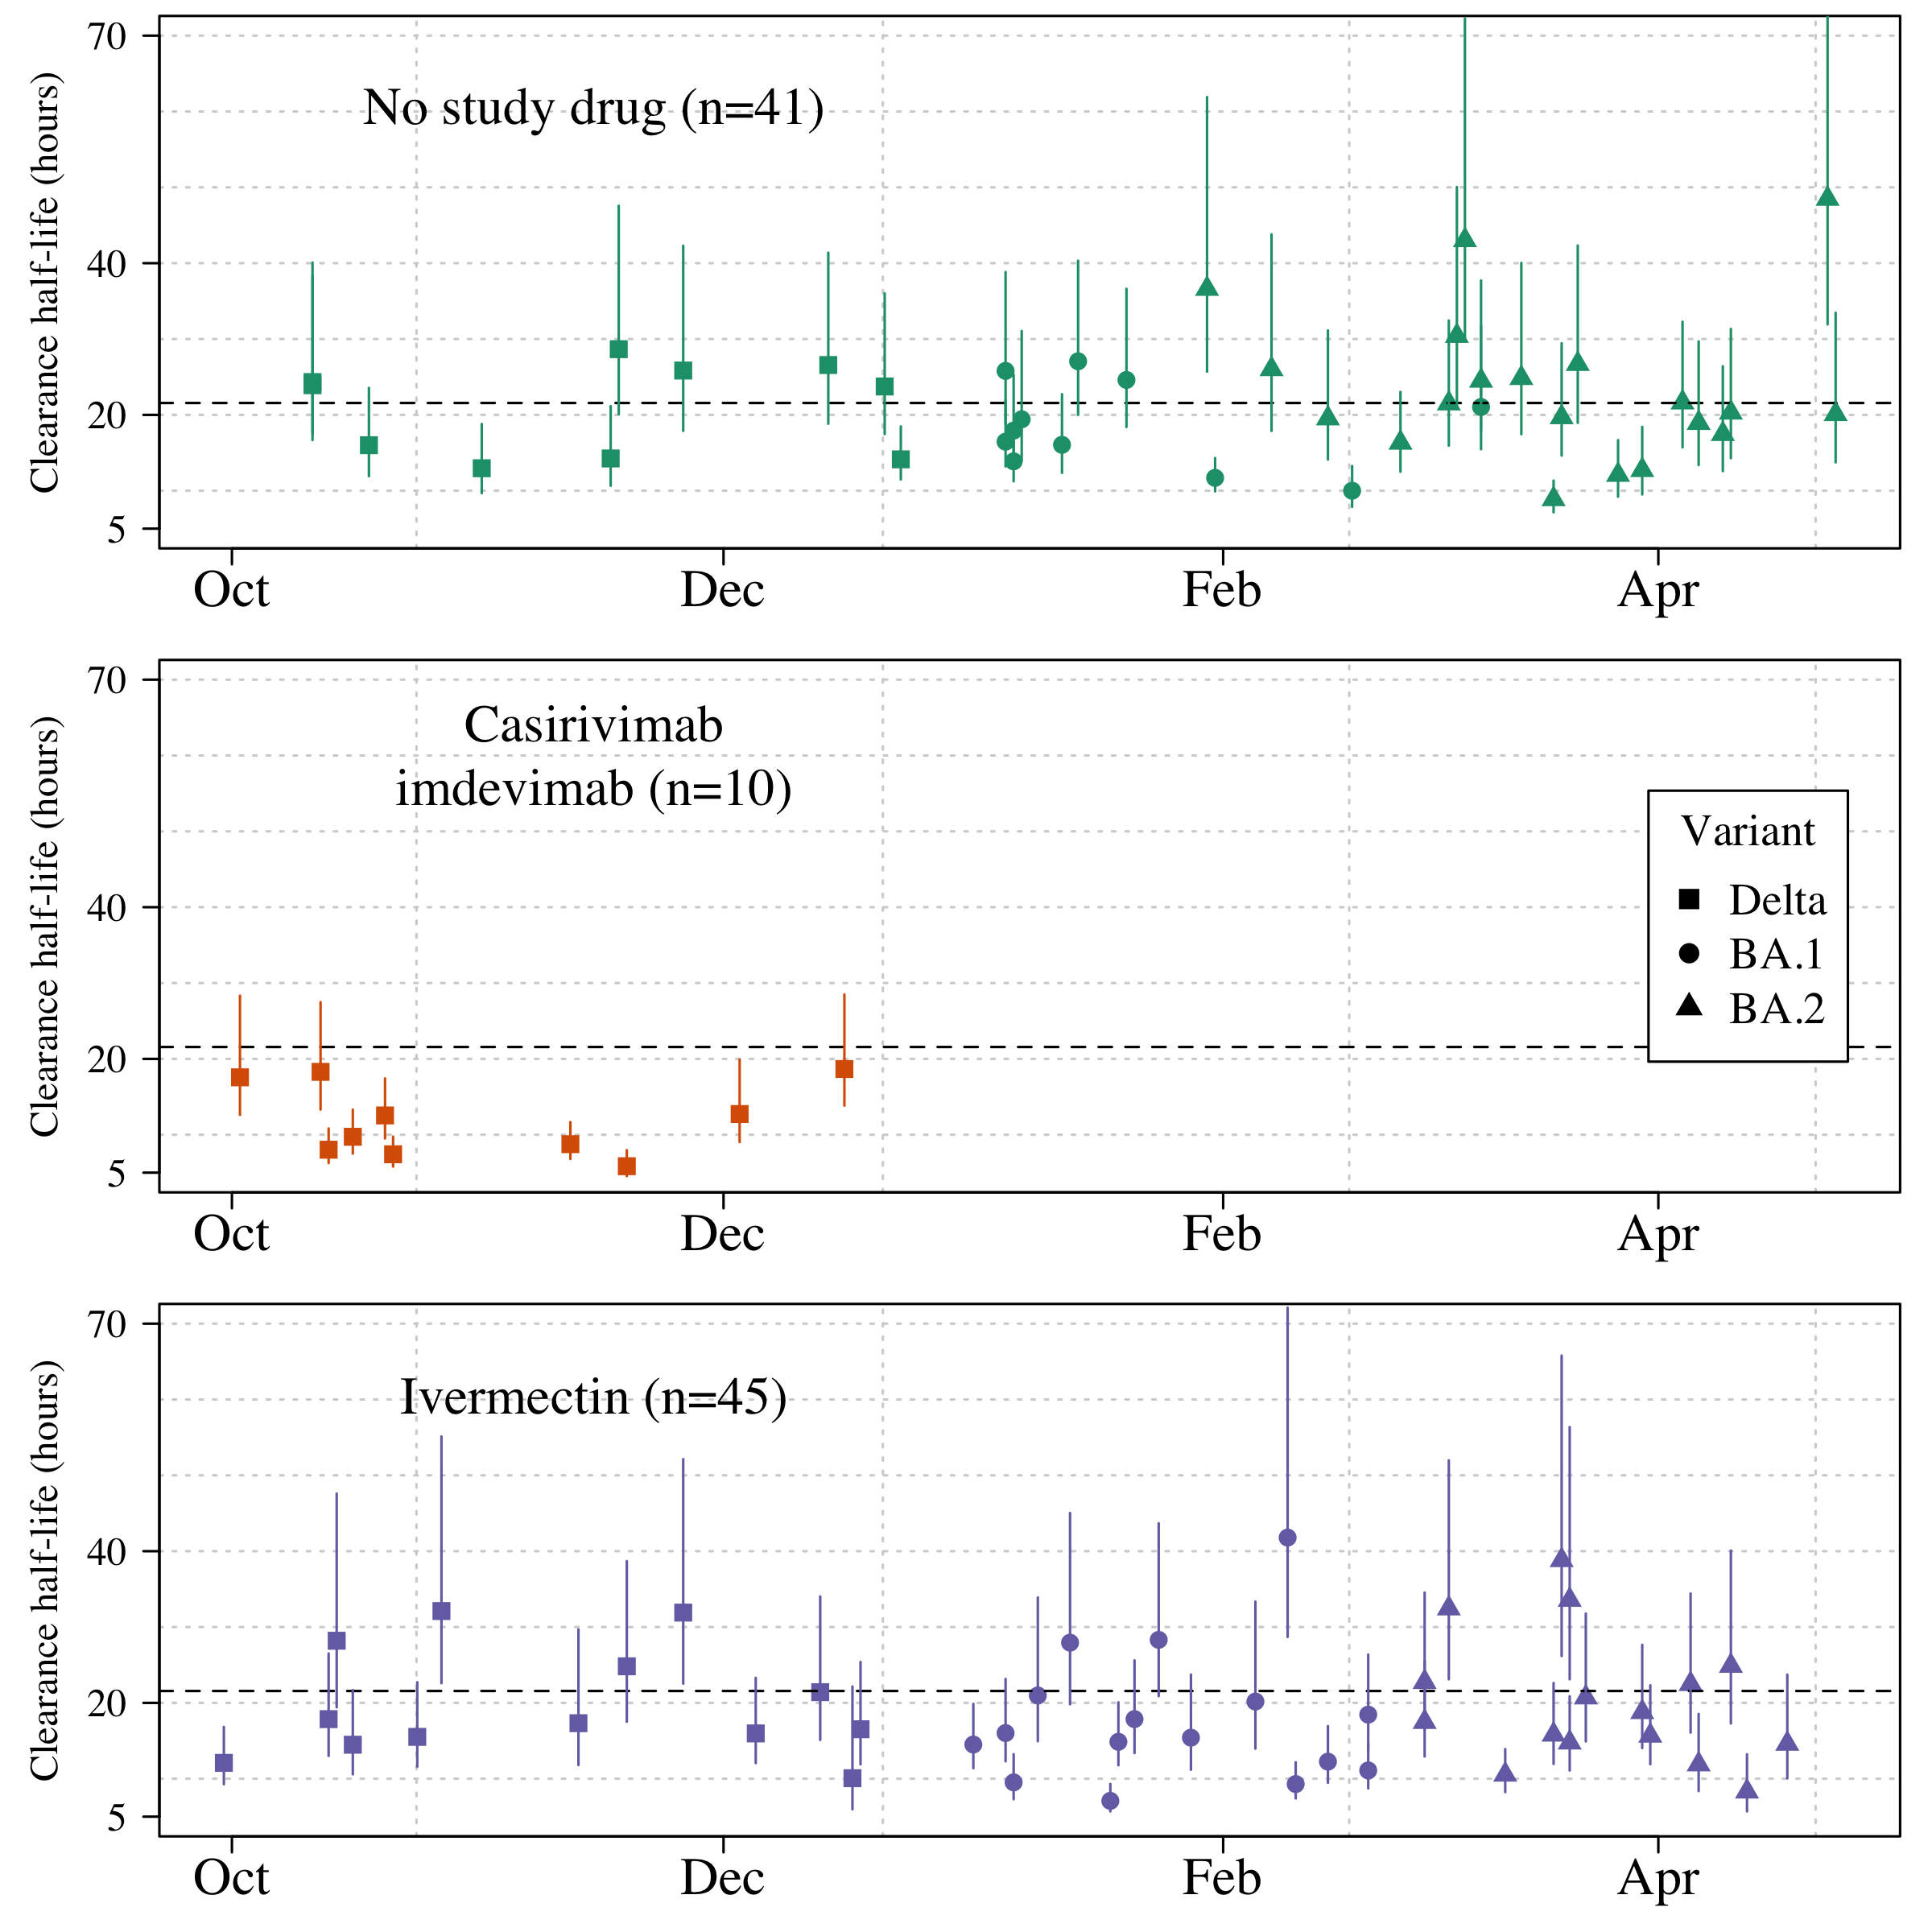 Clearance half-life (hours)
70
40
20
5
No study drug (n=41)
Oct Dec Feb Apr
Clearance half-life (hours)
70
40
20
5
Casirivimab
imdevimab (n=10)
Variant
Delta
BA.1
BA.2
Oct Dec Feb Apr
Clearance half-life (hours)
70
40
20
5
Ivermectin (n=45)
Oct Dec Feb Apr